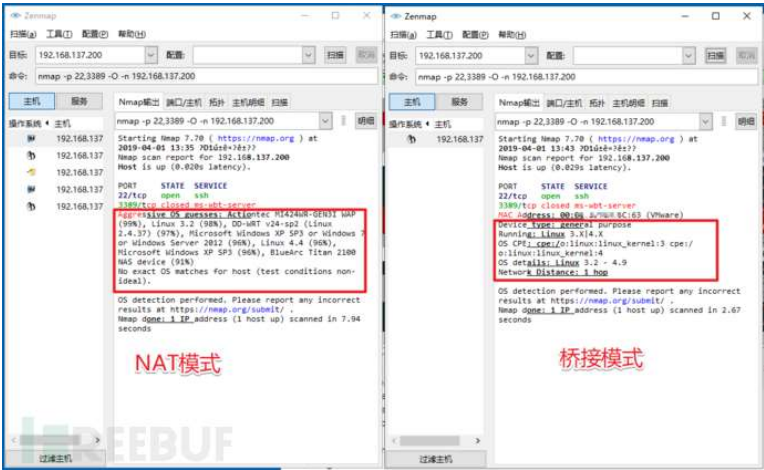 Zenmap
扫描(a) 工具(T) 配置(P) 帮助(H)
目标: 192.168.137.200 配置: 扫描 取消
命令: nmap -p 22,3389 -O -n 192.168.137.200
主机 服务
操作系统 主机
192.168.137
192.168.137
192.168.137
192.168.137
192.168.137
Nmap输出 端口/主机 拓扑 主机明细 扫描
nmap -p 22,3389 -O -n 192.168.137.200 明细
Starting Nmap 7.70 ( https://nmap.org ) at
2019-04-01 13:35
Nmap scan report for 192.168.137.200
Host is up (0.020s latency).
PORT STATE SERVICE
22/tcp open ssh
3389/tcp closed ms-wbt-server
Aggressive OS guesses: Actiontec MI424WR-GEN3I WAP
(99%), Linux 3.2 (98%), DD-WRT v24-sp2 (Linux
2.4.37) (97%), Microsoft Windows XP SP3 or Windows 7
or Windows Server 2012 (96%), Linux 4.4 (96%),
Microsoft Windows XP SP3 (96%), BlueArc Titan 2100
NAS device (91%)
No exact OS matches for host (test conditions non-
ideal).
OS detection performed. Please report any incorrect
results at https://nmap.org/submit/ .
Nmap done: 1 IP address (1 host up) scanned in 7.94
seconds
NAT模式
REEBUF
过滤主机
Zenmap
扫描(a) 工具(T) 配置(P) 帮助(H)
目标: 192.168.137.200 配置: 扫描 取消
命令: nmap -p 22,3389 -O -n 192.168.137.200
主机 服务
操作系统 主机
192.168.137
Nmap输出 端口/主机 拓扑 主机明细 扫描
nmap -p 22,3389 -O -n 192.168.137.200 明细
Starting Nmap 7.70 ( https://nmap.org ) at
2019-04-01 13:43
Nmap scan report for 192.168.137.200
Host is up (0.029s latency).
PORT STATE SERVICE
22/tcp open ssh
3389/tcp closed ms-wbt-server
MAC Address: 00: :63 (VMware)
Device type: general purpose
Running: Linux 3.X|4.X
OS CPE: cpe:/o:linux:linux_kernel:3 cpe:/
o:linux:linux_kernel:4
OS details: Linux 3.2 - 4.9
Network Distance: 1 hop
OS detection performed. Please report any incorrect
results at https://nmap.org/submit/ .
Nmap done: 1 IP address (1 host up) scanned in 2.67
seconds
桥接模式
过滤主机